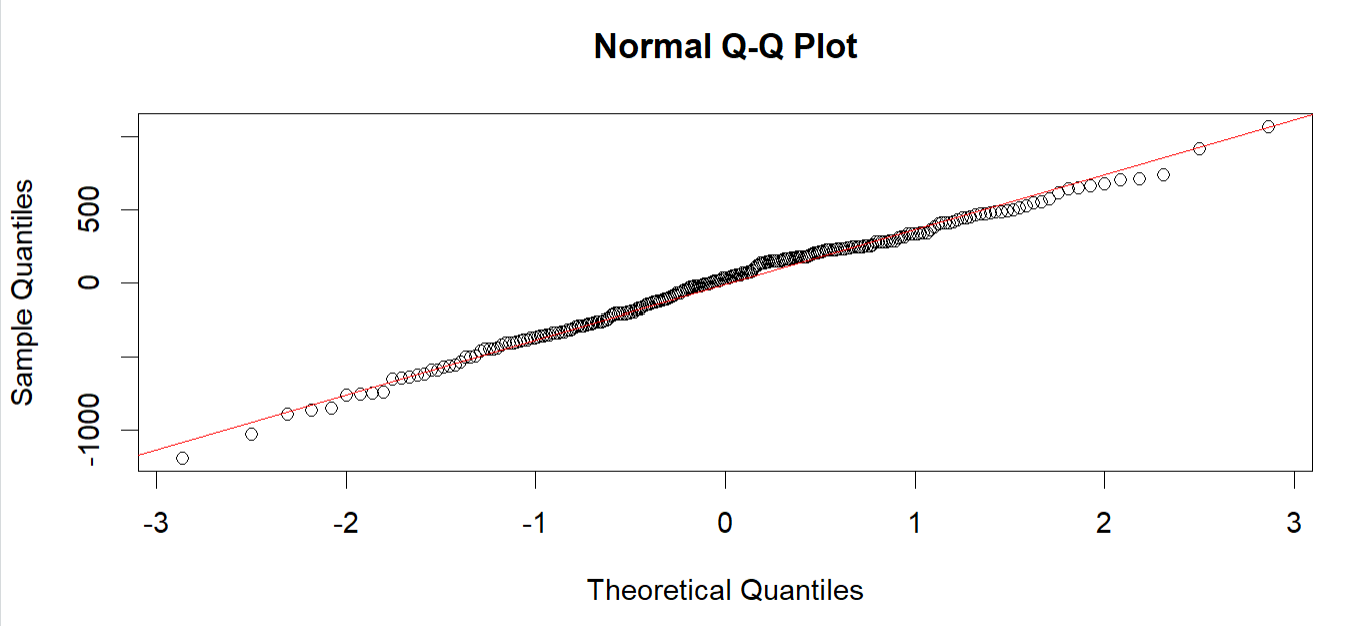 Normal Q-Q Plot
Sample Quantiles
500
0
-1000
-3 -2 -1 0 1 2 3
Theoretical Quantiles